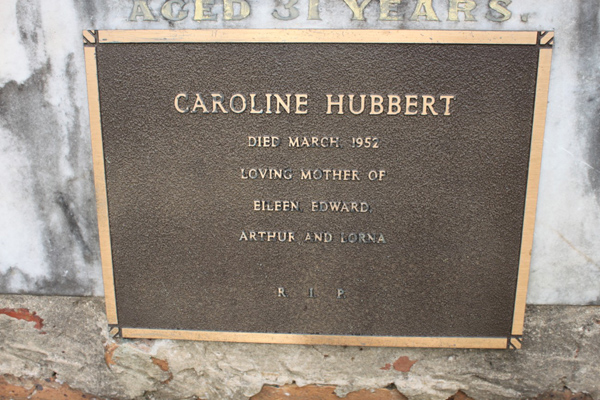 AGED 31 YEARS.
CAROLINE HUBBERT
DIED MARCH. 1952
LOVING MOTHER OF
EILEEN, EDWARD,
ARTHUR AND LORNA
R. I. P.